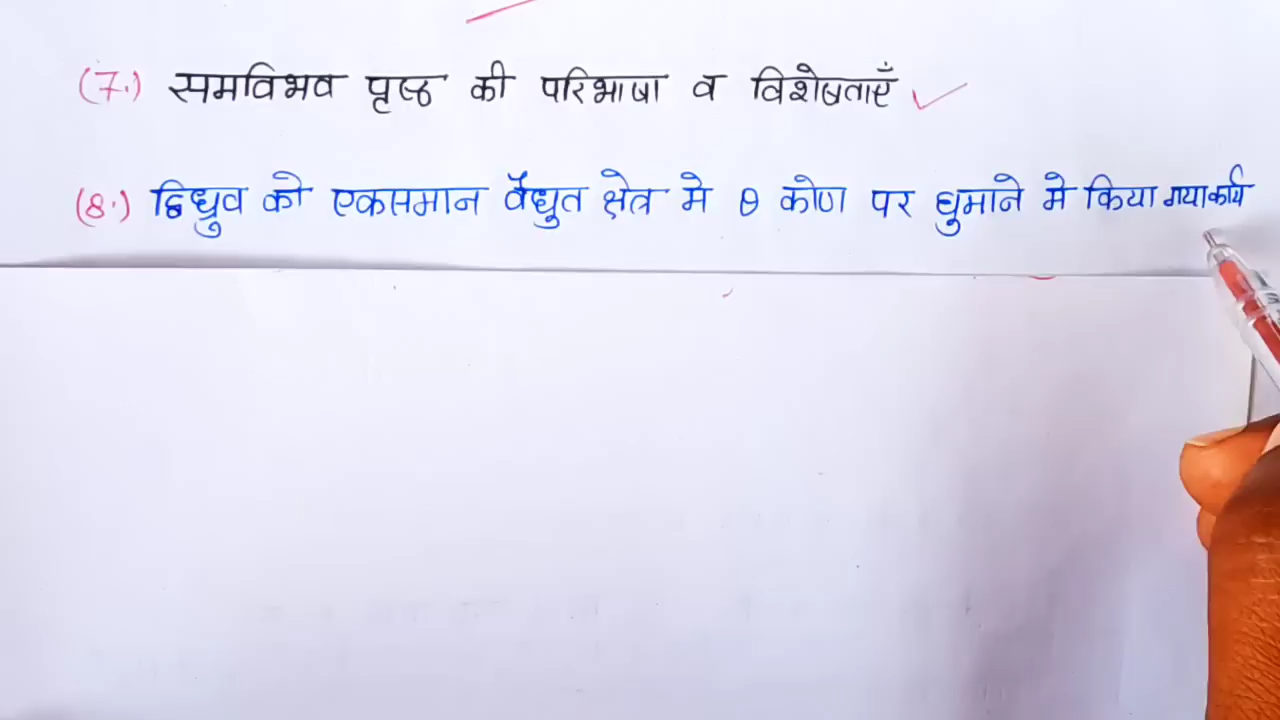 (7.) समविभव पृष्ठ की परिभाषा व विशेषताएँ
(8.) द्विध्रुव को एकसमान वैधुत क्षेत्र मे θ कोण पर घुमाने मे किया गया कार्य